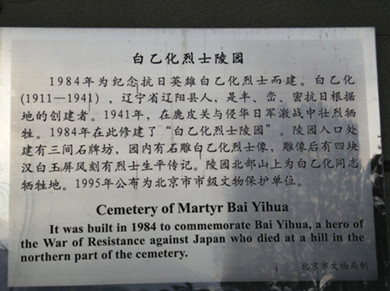 白乙化烈士陵园
1984年为纪念抗日英雄白乙化烈士而建。白乙化
(1911—1941)，辽宁省辽阳县人，是丰、峦、密抗日根据
地的创建者。1941年，在鹿皮关与侵华日军激战中壮烈牺
牲。1984年在此修建了“白乙化烈士陵园”。陵园入口处
建有三间石牌坊，园内有石雕白乙化烈士像，雕像后有四块
汉白玉屏风刻有烈士生平传记。陵园北部山上为白乙化同志
牺牲地。1995年公布为北京市市级文物保护单位。
Cemetery of Martyr Bai Yihua
It was built in 1984 to commemorate Bai Yihua, a hero of
the War of Resistance against Japan who died at a hill in the
northern part of the cemetery.
北京市文物局制